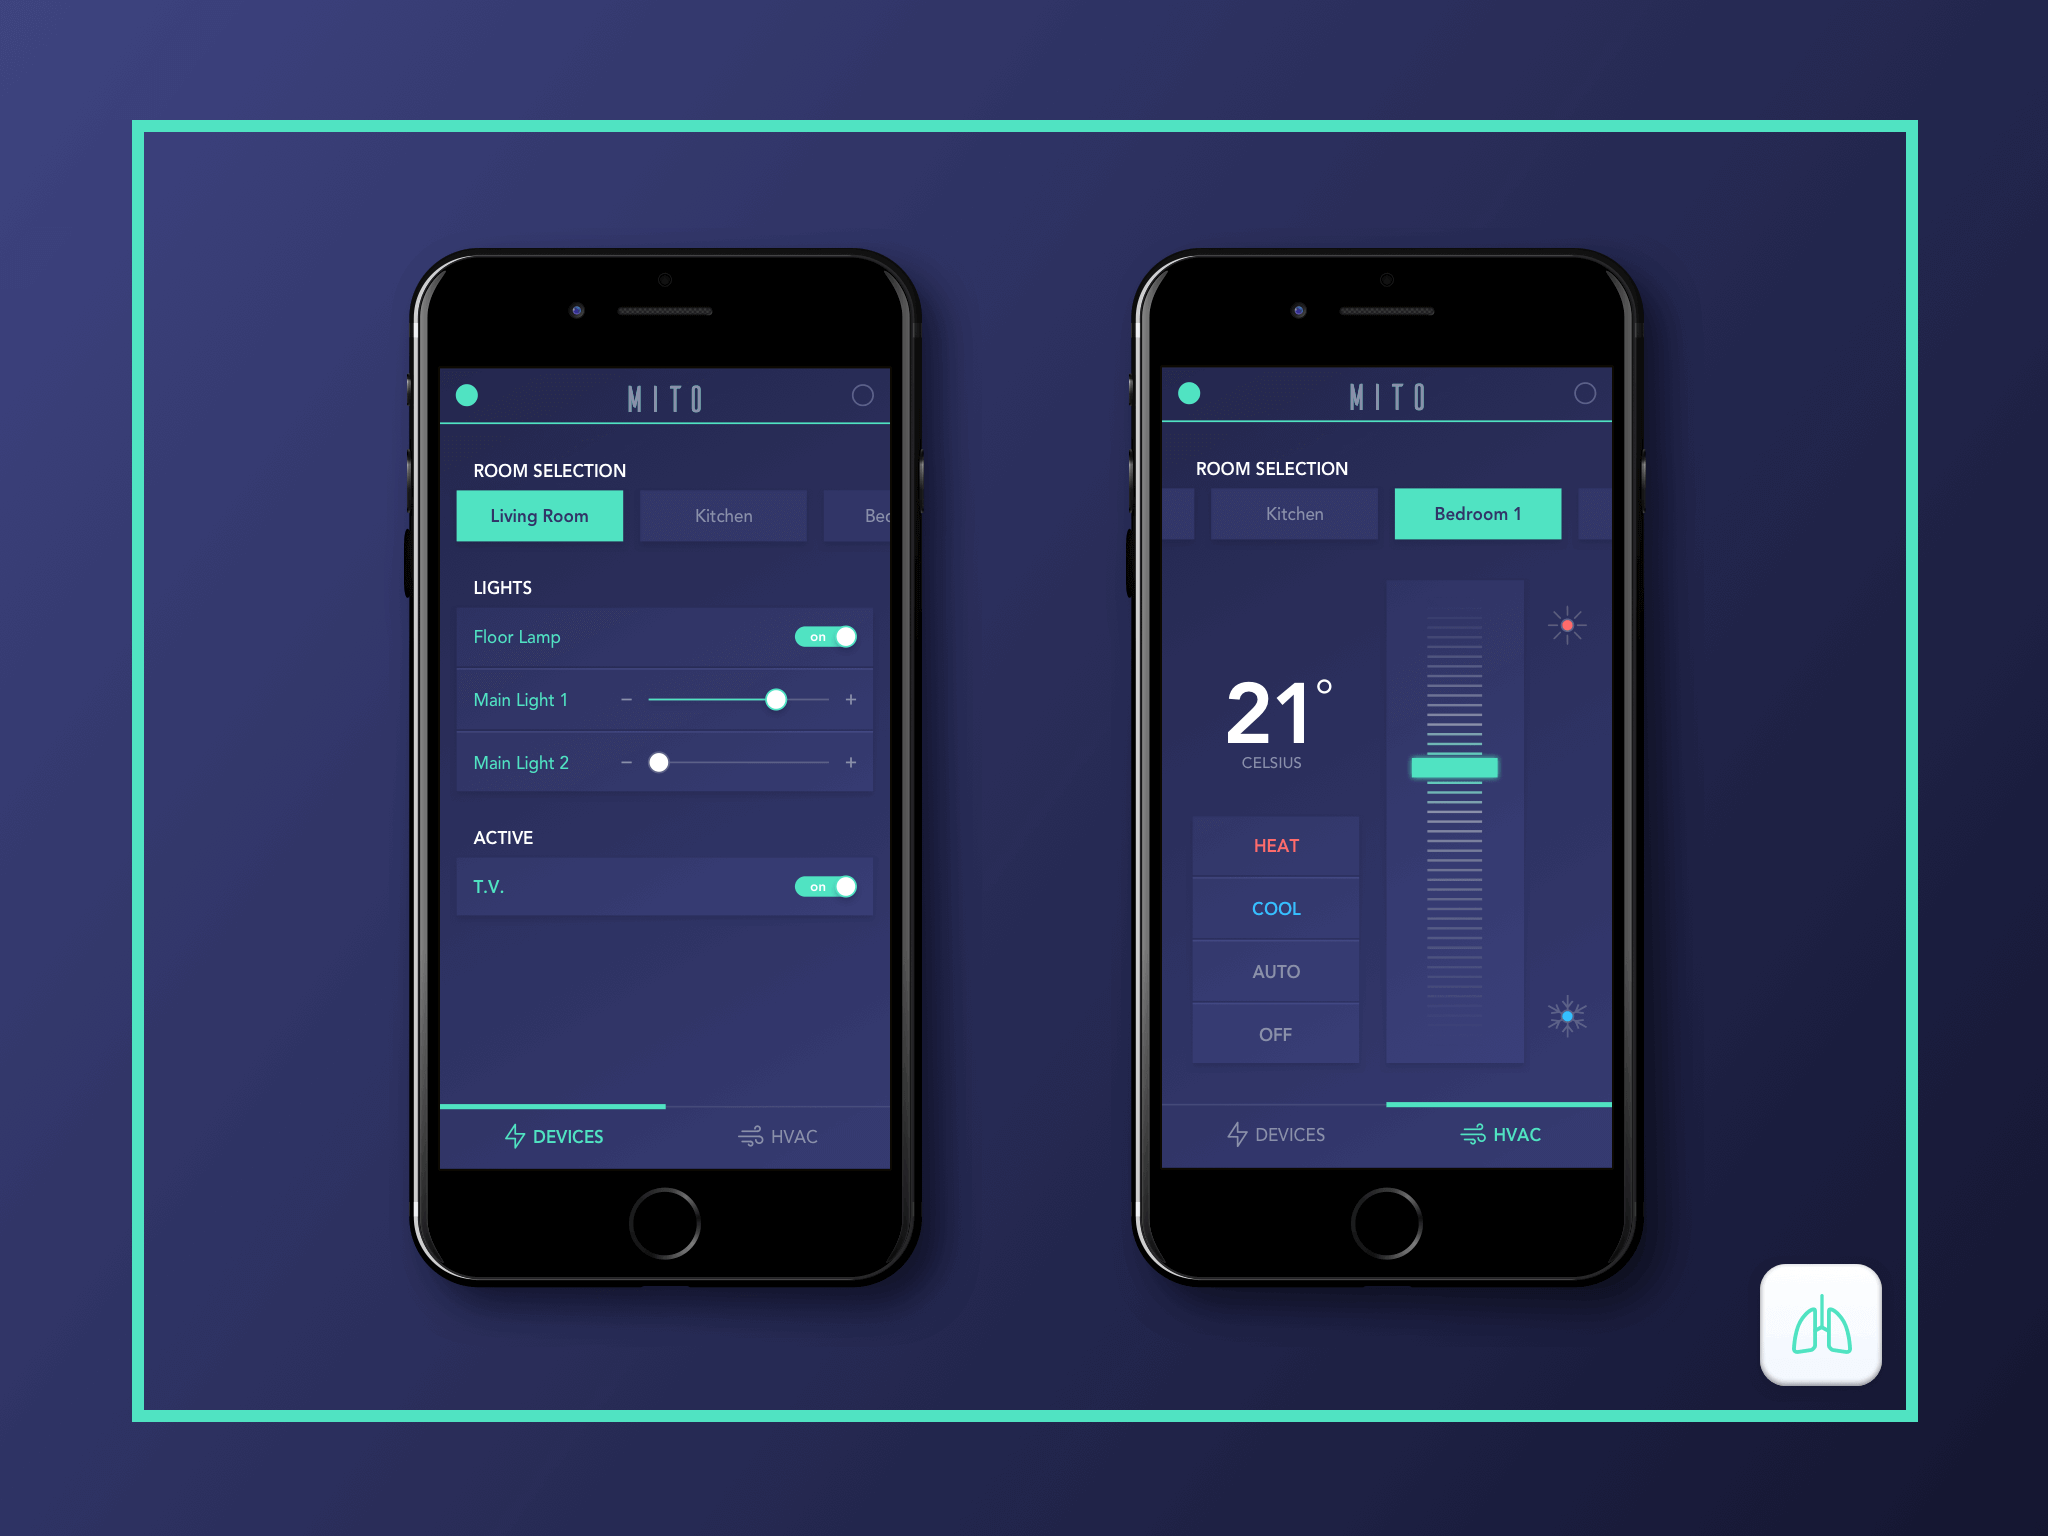 MITO
ROOM SELECTION
Living Room
Kitchen
Bed
LIGHTS
Floor Lamp
on
Main Light 1
− +
Main Light 2
− +
ACTIVE
T.V.
on
DEVICES
HVAC
MITO
ROOM SELECTION
Kitchen
Bedroom 1
21°
CELSIUS
HEAT
COOL
AUTO
OFF
DEVICES
HVAC